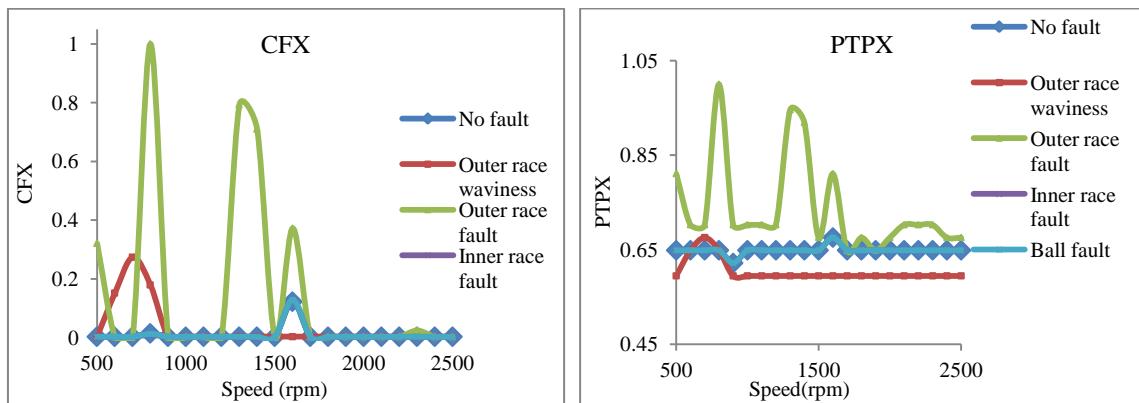 CFX
1
0.8
0.6
0.4
0.2
0
CFX
500 1000 1500 2000 2500
Speed (rpm)
No fault
Outer race
waviness
Outer race
fault
Inner race
fault
PTPX
1.05
0.85
0.65
0.45
PTPX
500 1500 2500
Speed(rpm)
No fault
Outer race
waviness
Outer race
fault
Inner race
fault
Ball fault